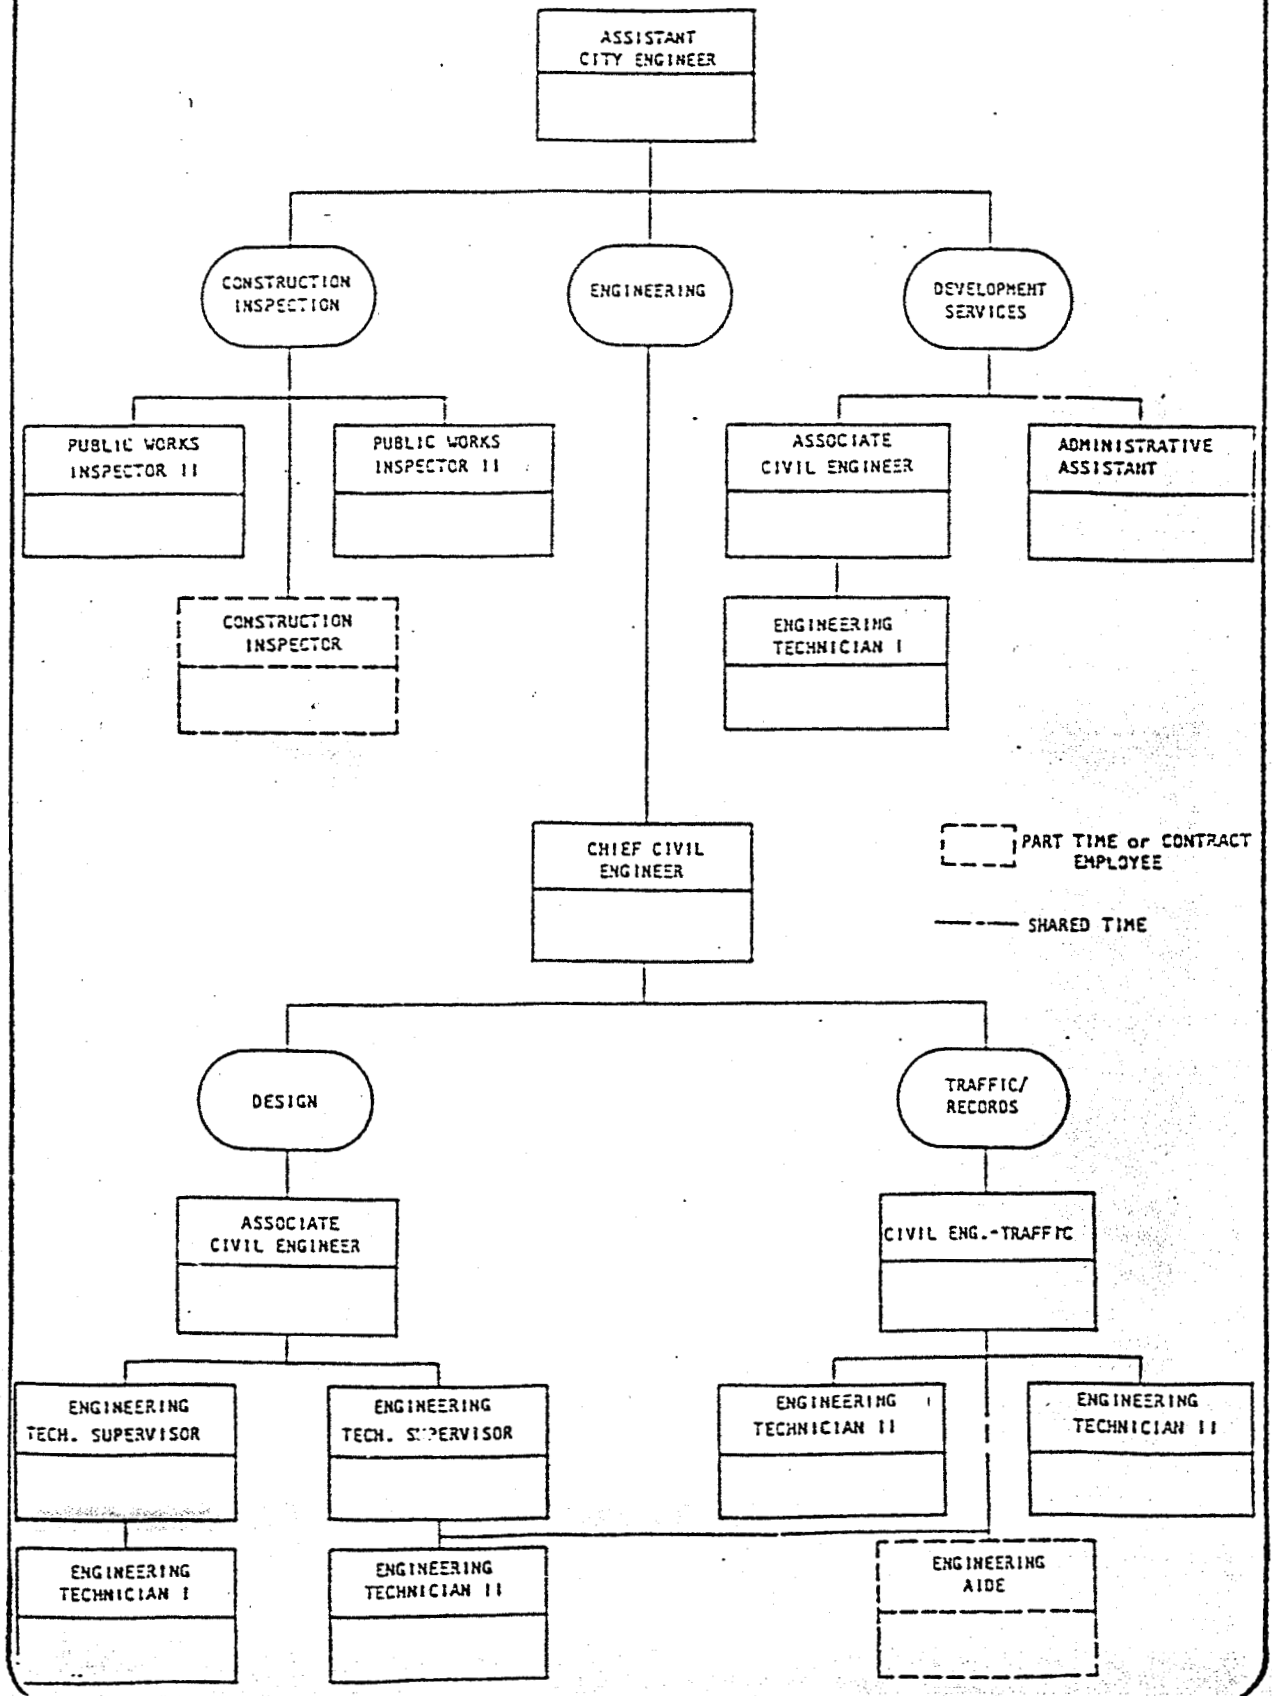 ASSISTANT
CITY ENGINEER
CONSTRUCTION
INSPECTION
ENGINEERING
DEVELOPMENT
SERVICES
PUBLIC WORKS
INSPECTOR II
PUBLIC WORKS
INSPECTOR II
ASSOCIATE
CIVIL ENGINEER
ADMINISTRATIVE
ASSISTANT
CONSTRUCTION
INSPECTOR
ENGINEERING
TECHNICIAN I
CHIEF CIVIL
ENGINEER
PART TIME or CONTRACT
EMPLOYEE
SHARED TIME
DESIGN
TRAFFIC/
RECORDS
ASSOCIATE
CIVIL ENGINEER
CIVIL ENG.-TRAFFIC
ENGINEERING
TECH. SUPERVISOR
ENGINEERING
TECH. SUPERVISOR
ENGINEERING
TECHNICIAN II
ENGINEERING
TECHNICIAN II
ENGINEERING
TECHNICIAN I
ENGINEERING
TECHNICIAN II
ENGINEERING
AIDE